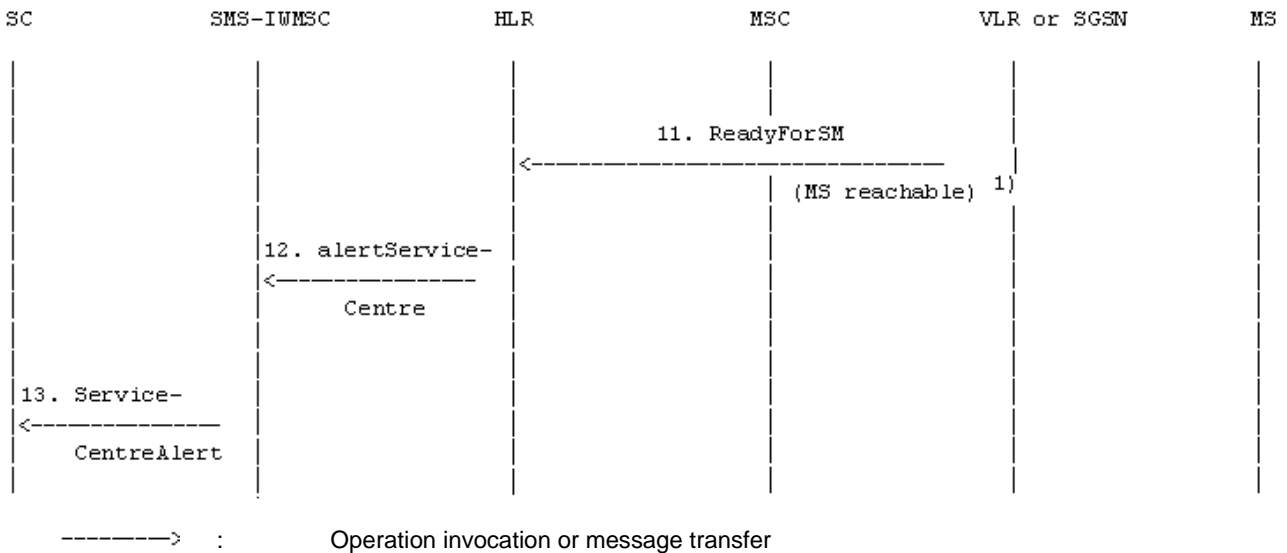 SC SMS-IWMSC HLR MSC VLR or SGSN MS
11. ReadyForSM
(MS reachable) 1)
12. alertService-
Centre
13. Service-
CentreAlert
: Operation invocation or message transfer